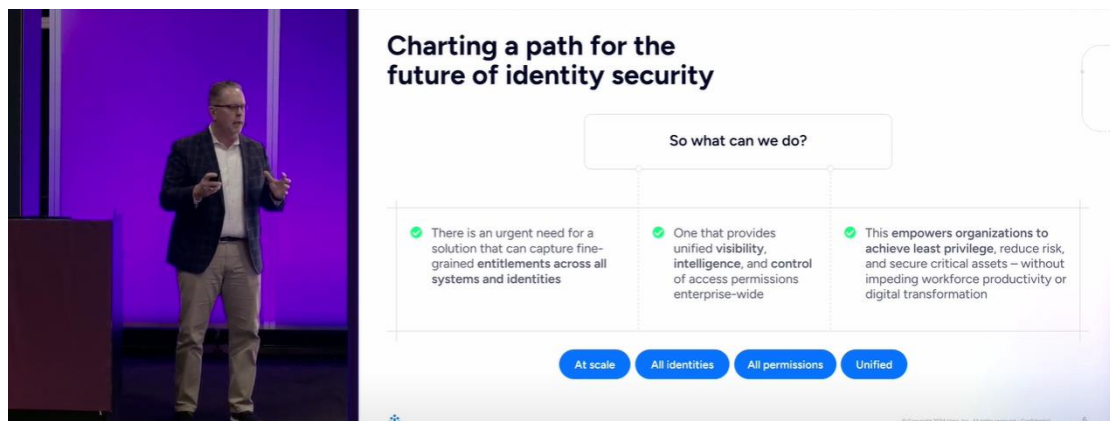 Charting a path for the
future of identity security
So what can we do?
There is an urgent need for a
solution that can capture fine-
grained entitlements across all
systems and identities
One that provides
unified visibility,
intelligence, and control
of access permissions
enterprise-wide
This empowers organizations to
achieve least privilege, reduce risk,
and secure critical assets – without
impeding workforce productivity or
digital transformation
At scale
All identities
All permissions
Unified